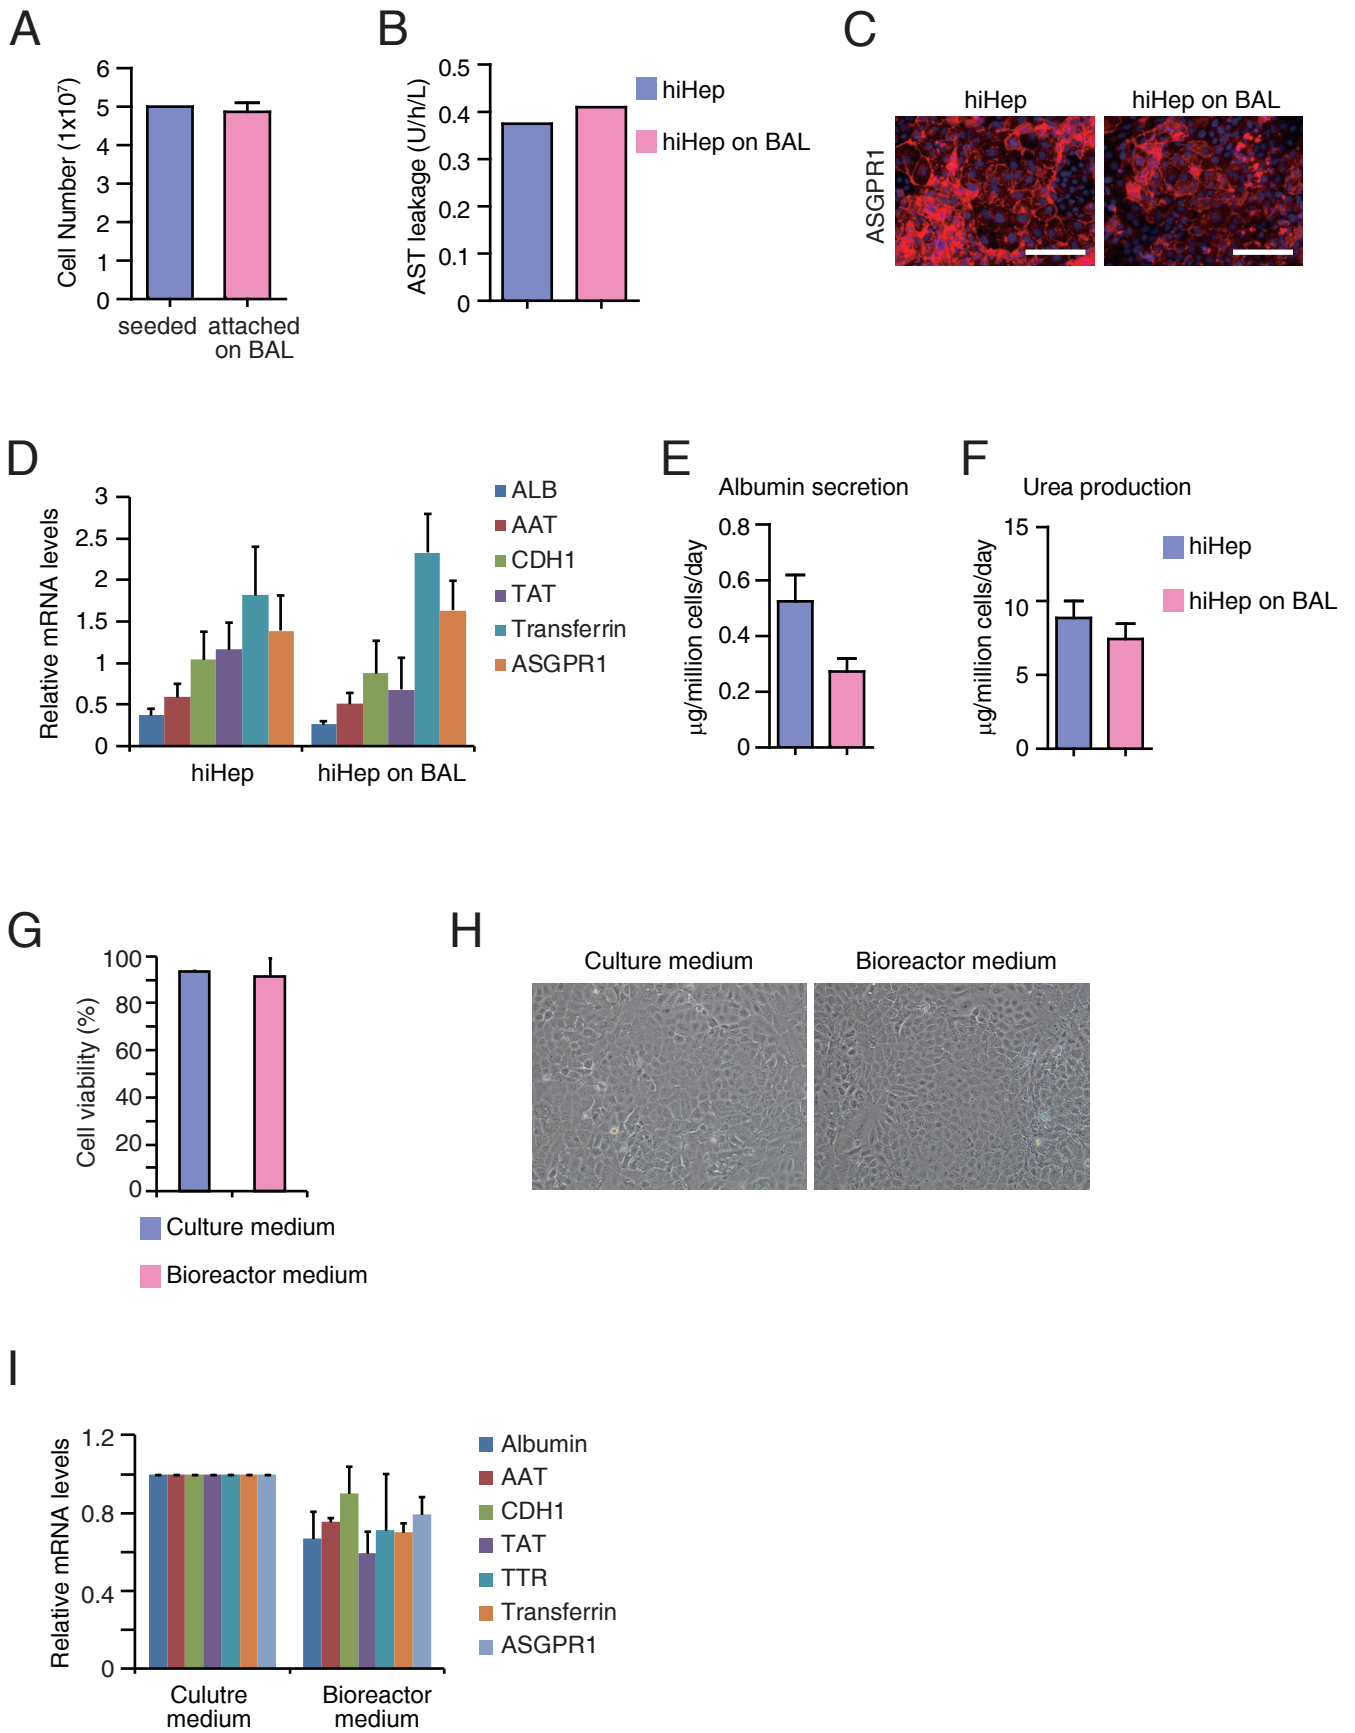 A
Cell Number (1x10⁷)
6
5
4
3
2
1
0
seeded
attached
on BAL
B
AST leakage (U/h/L)
0.5
0.4
0.3
0.2
0.1
0
hiHep
hiHep on BAL
C
hiHep
hiHep on BAL
ASGPR1
D
Relative mRNA levels
3
2.5
2
1.5
1
0.5
0
hiHep
hiHep on BAL
ALB
AAT
CDH1
TAT
Transferrin
ASGPR1
E
Albumin secretion
µg/million cells/day
0.8
0.6
0.4
0.2
0
F
Urea production
µg/million cells/day
15
10
5
0
hiHep
hiHep on BAL
G
Cell viability (%)
100
80
60
40
20
0
Culture medium
Bioreactor medium
H
Culture medium
Bioreactor medium
I
Relative mRNA levels
1.2
0.8
0.4
0
Culutre
medium
Bioreactor
medium
Albumin
AAT
CDH1
TAT
TTR
Transferrin
ASGPR1